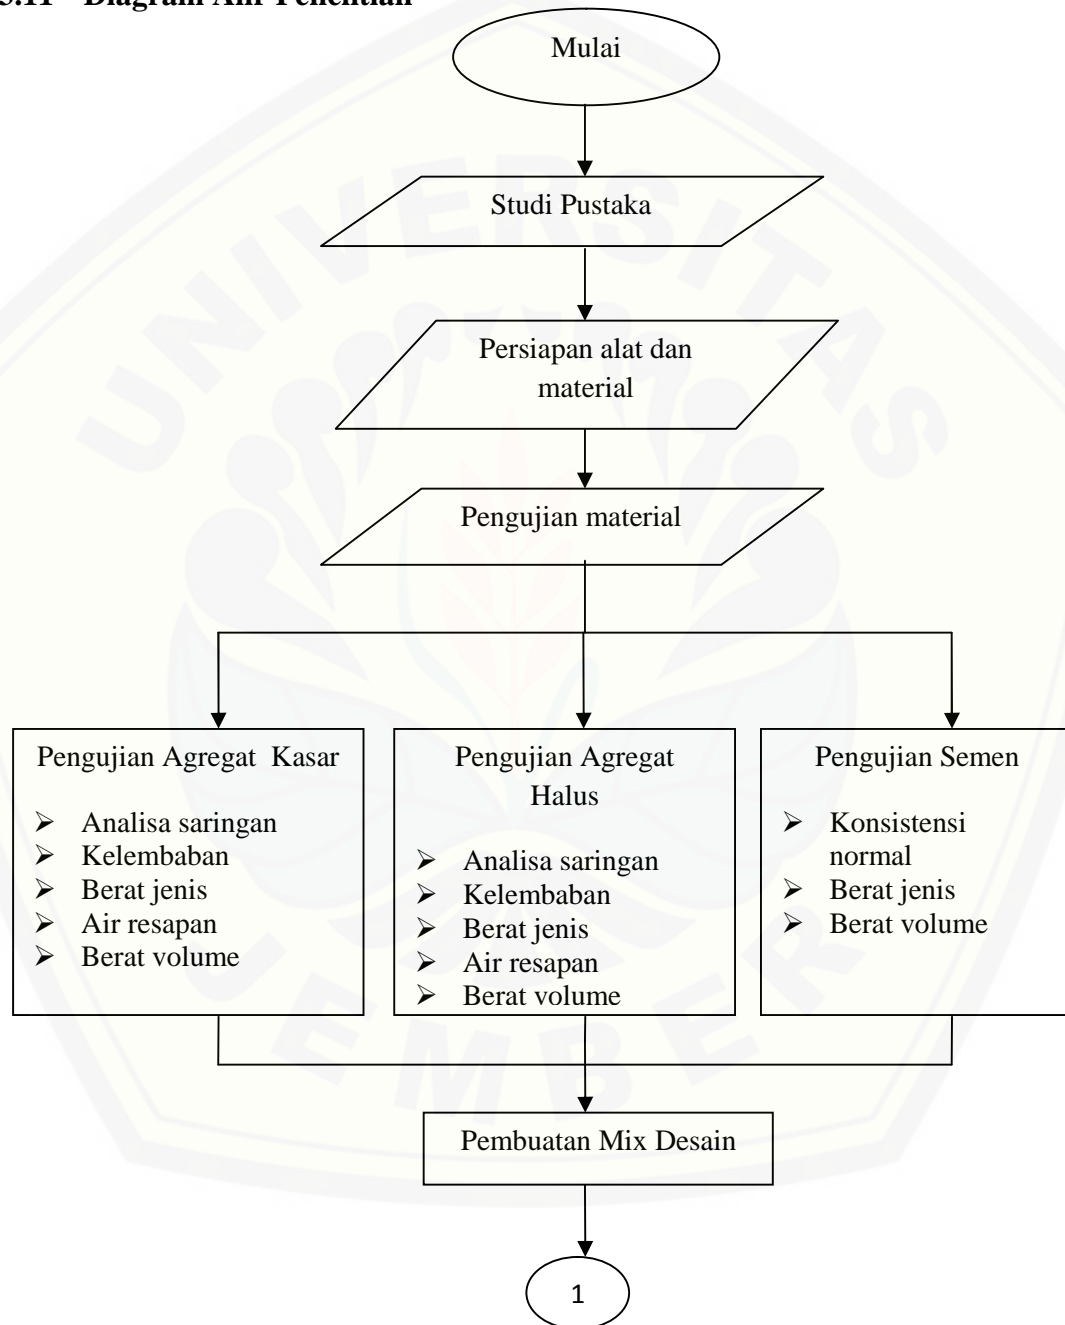 Diagram Alir Penelitian
Mulai
Studi Pustaka
Persiapan alat dan
material
Pengujian material
Pengujian Agregat Kasar
➢ Analisa saringan
➢ Kelembaban
➢ Berat jenis
➢ Air resapan
➢ Berat volume
Pengujian Agregat
Halus
➢ Analisa saringan
➢ Kelembaban
➢ Berat jenis
➢ Air resapan
➢ Berat volume
Pengujian Semen
➢ Konsistensi
normal
➢ Berat jenis
➢ Berat volume
Pembuatan Mix Desain
1
UNIVERSITAS
JEMBER